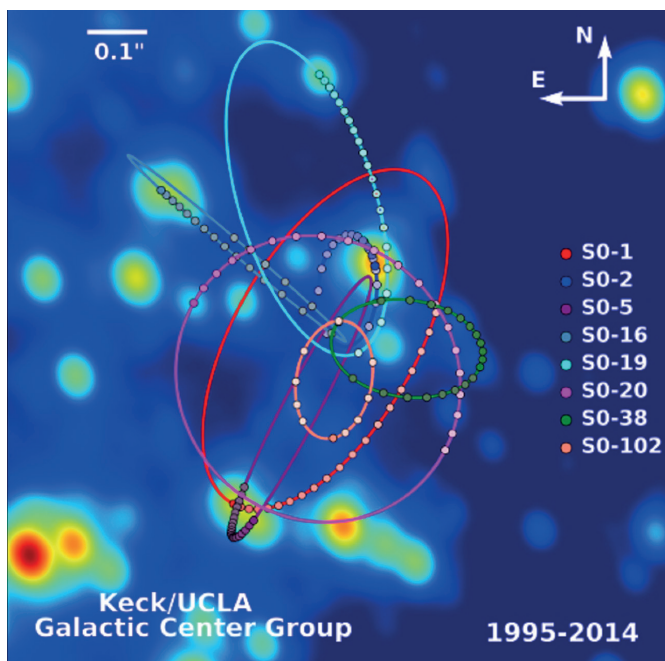 0.1"
N
E
S0-1
S0-2
S0-5
S0-16
S0-19
S0-20
S0-38
S0-102
Keck/UCLA
Galactic Center Group
1995-2014